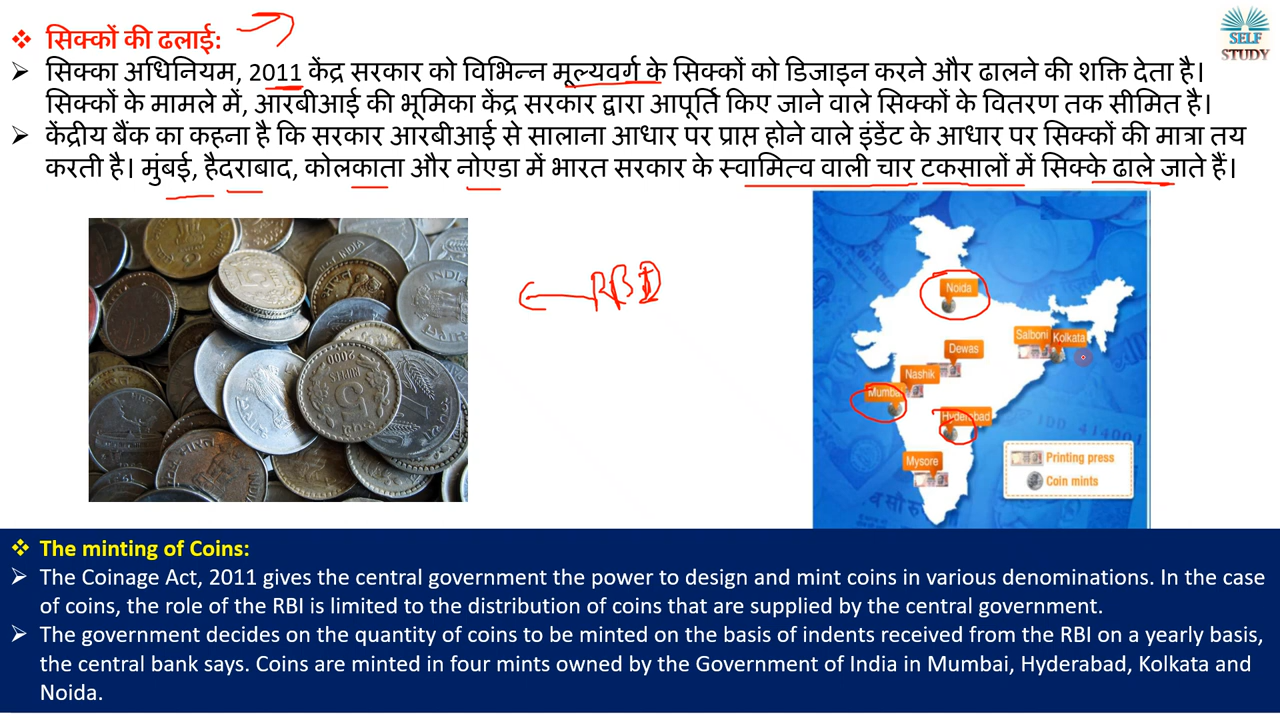 सिक्कों की ढलाई:
SELF
STUDY
सिक्का अधिनियम, 2011 केंद्र सरकार को विभिन्न मूल्यवर्ग के सिक्कों को डिजाइन करने और ढालने की शक्ति देता है।
सिक्कों के मामले में, आरबीआई की भूमिका केंद्र सरकार द्वारा आपूर्ति किए जाने वाले सिक्कों के वितरण तक सीमित है।
केंद्रीय बैंक का कहना है कि सरकार आरबीआई से सालाना आधार पर प्राप्त होने वाले इंडेंट के आधार पर सिक्कों की मात्रा तय
करती है। मुंबई, हैदराबाद, कोलकाता और नोएडा में भारत सरकार के स्वामित्व वाली चार टकसालों में सिक्के ढाले जाते हैं।
RBI
Noida
Salboni
Kolkata
Dewas
Nashik
Mumbai
Hyderabad
Mysore
Printing press
Coin mints
The minting of Coins:
The Coinage Act, 2011 gives the central government the power to design and mint coins in various denominations. In the case
of coins, the role of the RBI is limited to the distribution of coins that are supplied by the central government.
The government decides on the quantity of coins to be minted on the basis of indents received from the RBI on a yearly basis,
the central bank says. Coins are minted in four mints owned by the Government of India in Mumbai, Hyderabad, Kolkata and
Noida.